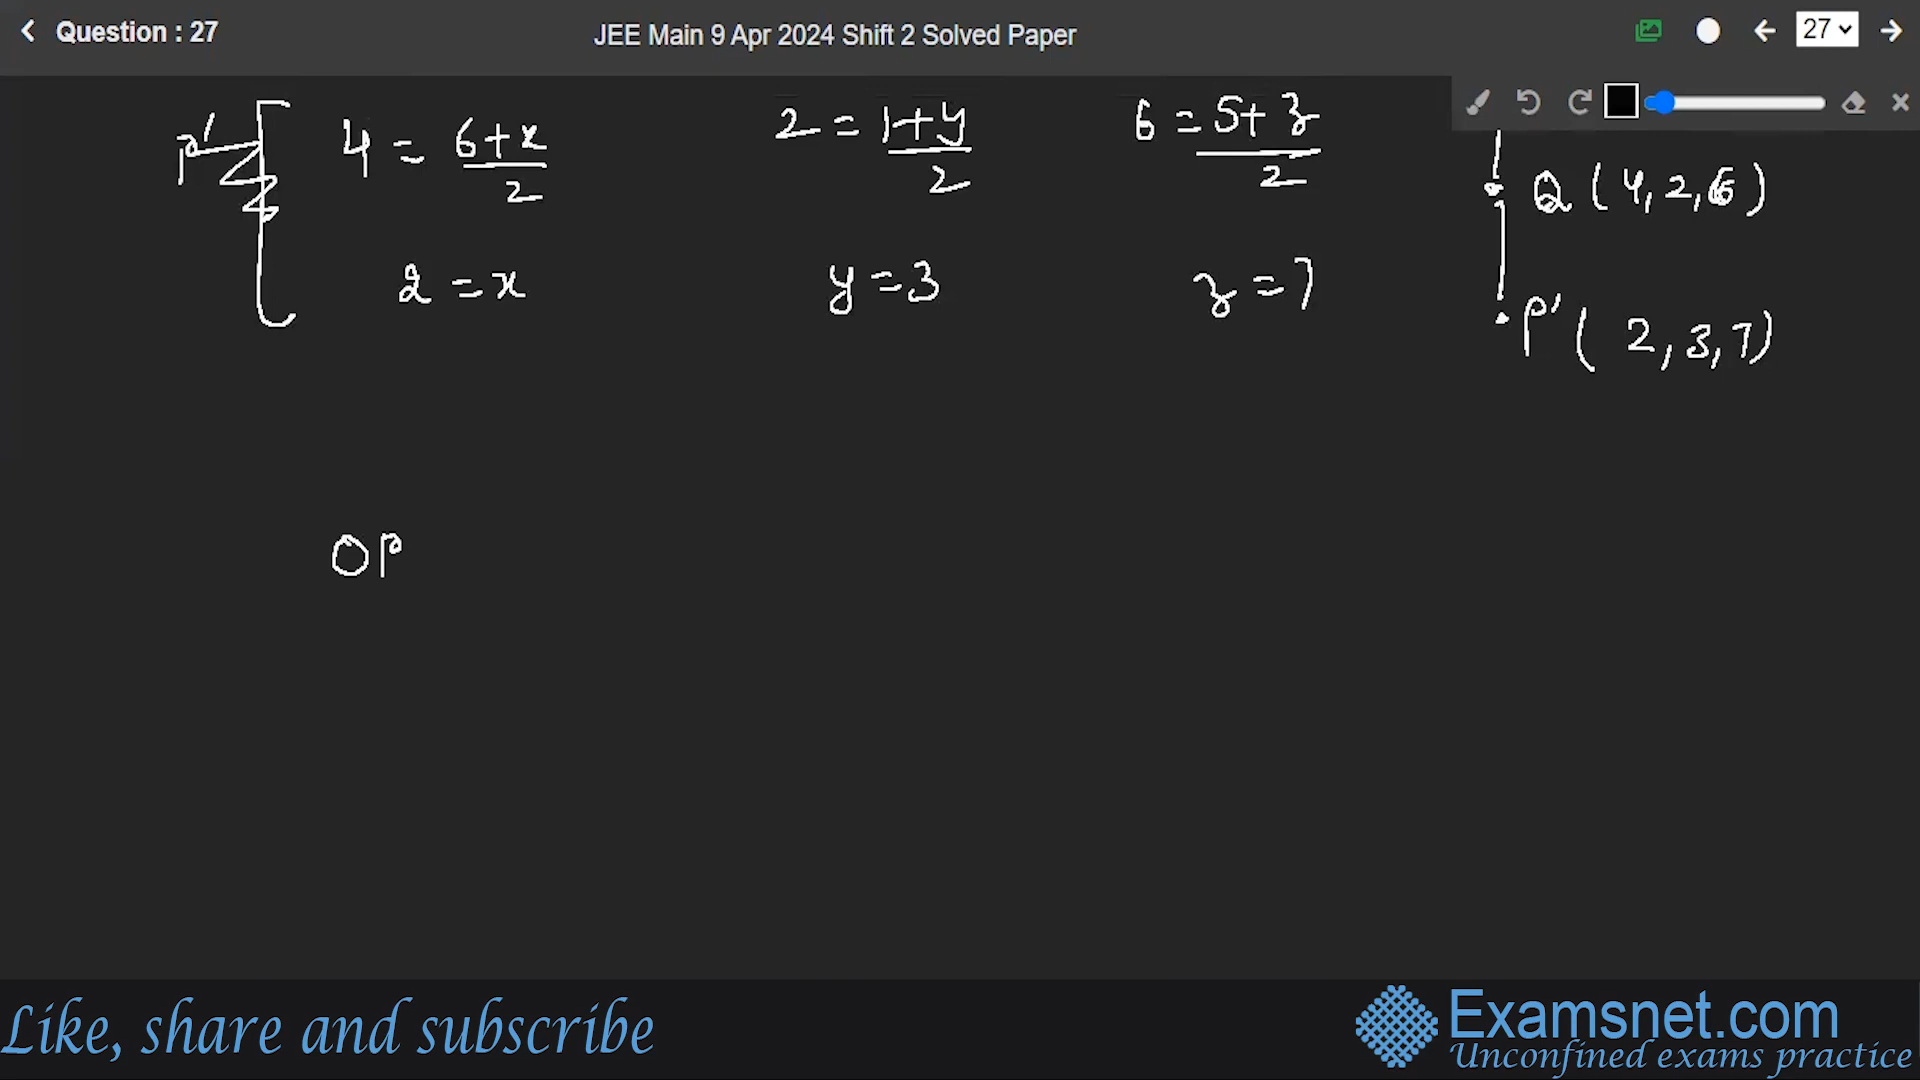 Question : 27
JEE Main 9 Apr 2024 Shift 2 Solved Paper
27
P' 4 = 6+x/2 2 = 1+y/2 6 = 5+z/2
Q (4,2,6)
2 = x y = 3 z = 7
P' ( 2, 3, 7)
OP
Like, share and subscribe
Examsnet.com
Unconfined exams practice